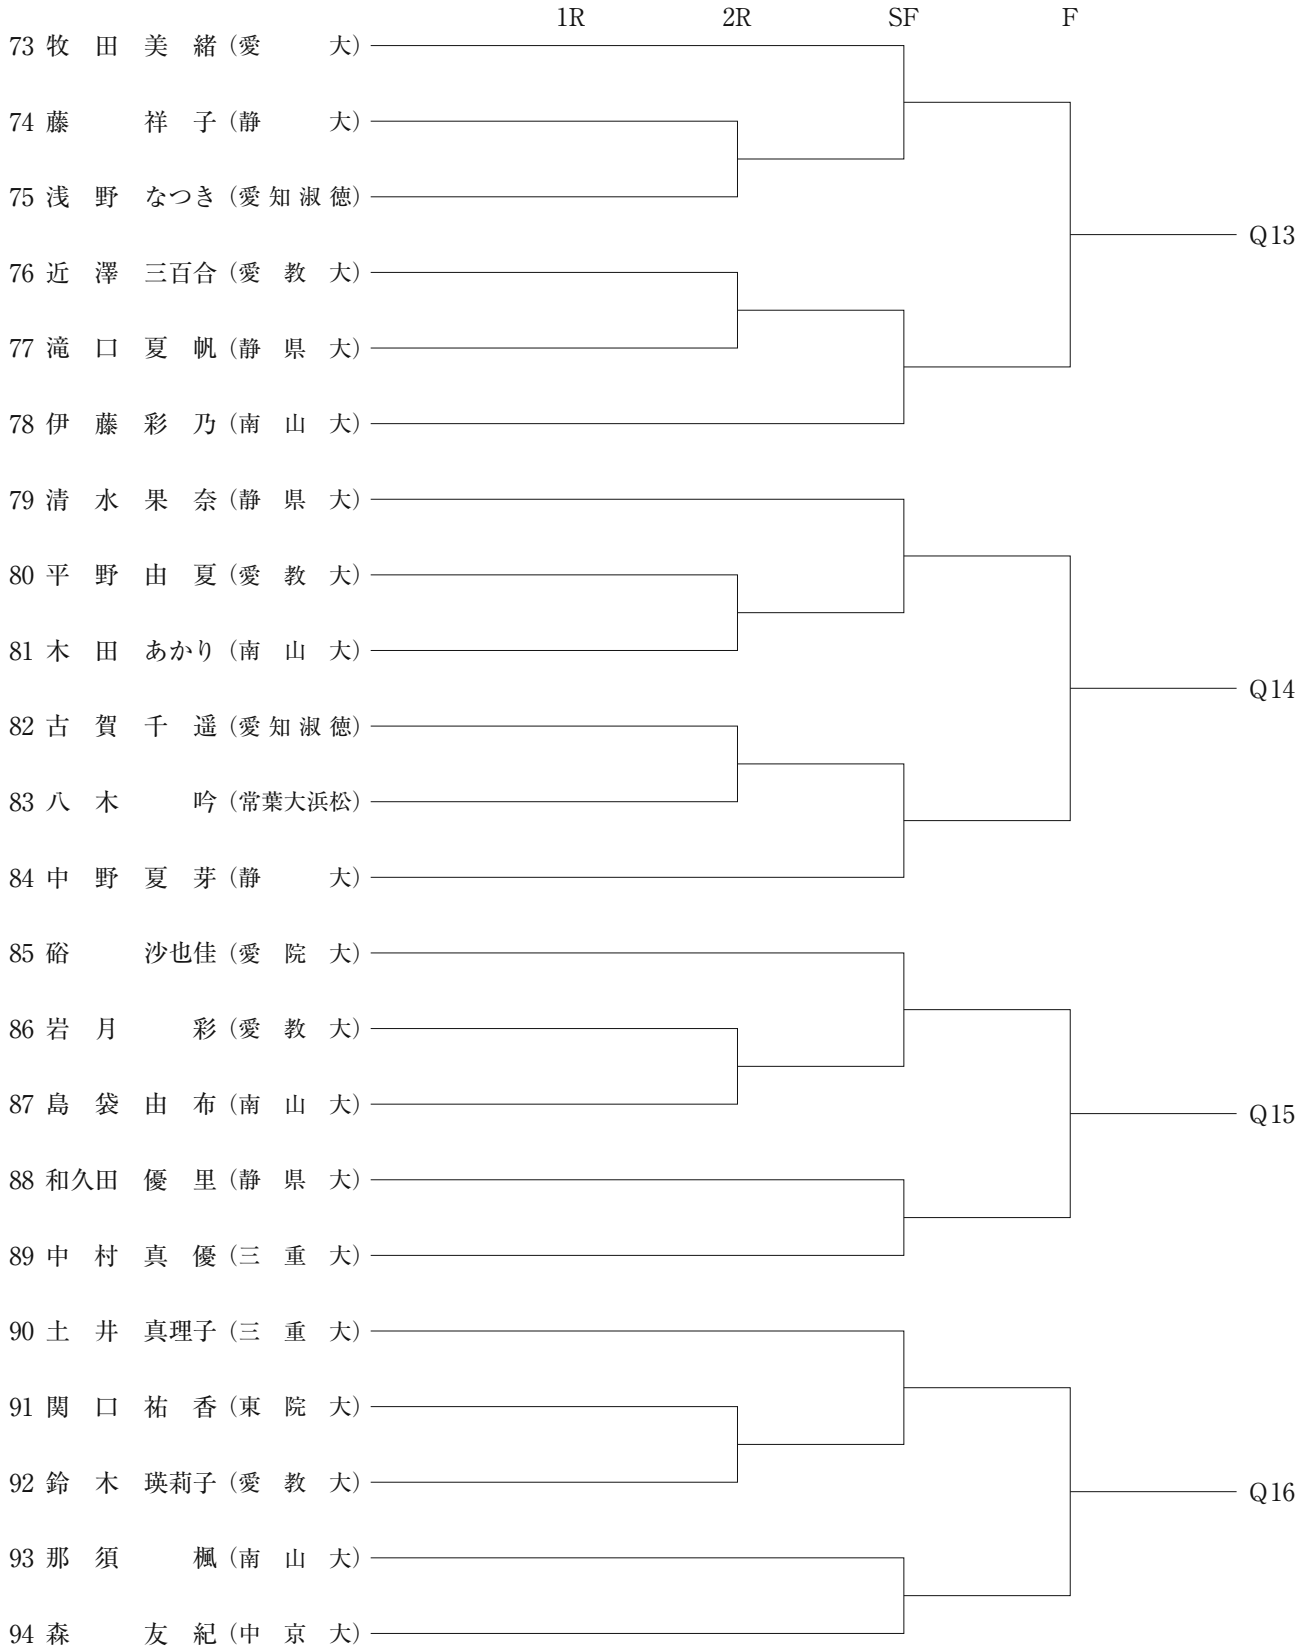 1R 2R SF F
73 牧田美緒（愛大）
74 藤祥子（静大）
75 浅野なつき（愛知淑徳）
Q13
76 近澤三百合（愛教大）
77 滝口夏帆（静県大）
78 伊藤彩乃（南山大）
79 清水果奈（静県大）
80 平野由夏（愛教大）
81 木田あかり（南山大）
Q14
82 古賀千遥（愛知淑徳）
83 八木吟（常葉大浜松）
84 中野夏芽（静大）
85 硲沙也佳（愛院大）
86 岩月彩（愛教大）
87 島袋由布（南山大）
Q15
88 和久田優里（静県大）
89 中村真優（三重大）
90 土井真理子（三重大）
91 関口祐香（東院大）
92 鈴木瑛莉子（愛教大）
Q16
93 那須楓（南山大）
94 森友紀（中京大）